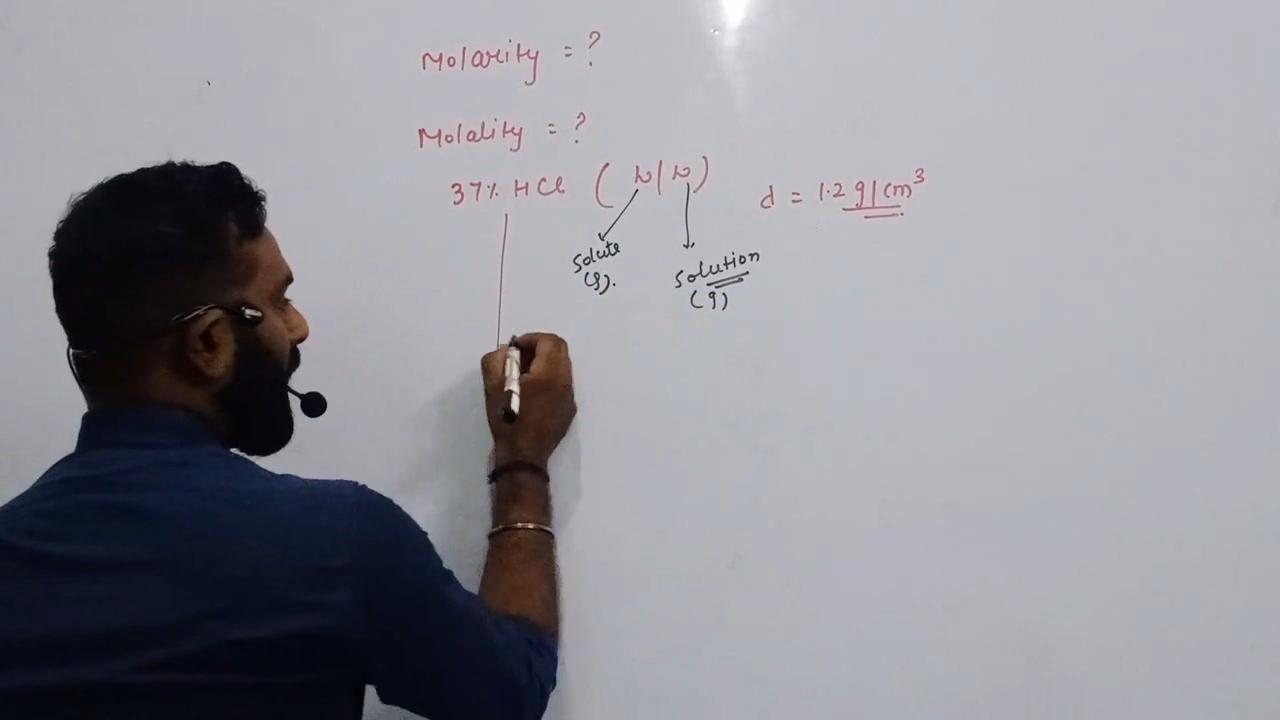 Molarity = ?
Molality = ?
37% HCl (w/w) d = 1.2 g/cm³
Solute Solution
(g). (g)